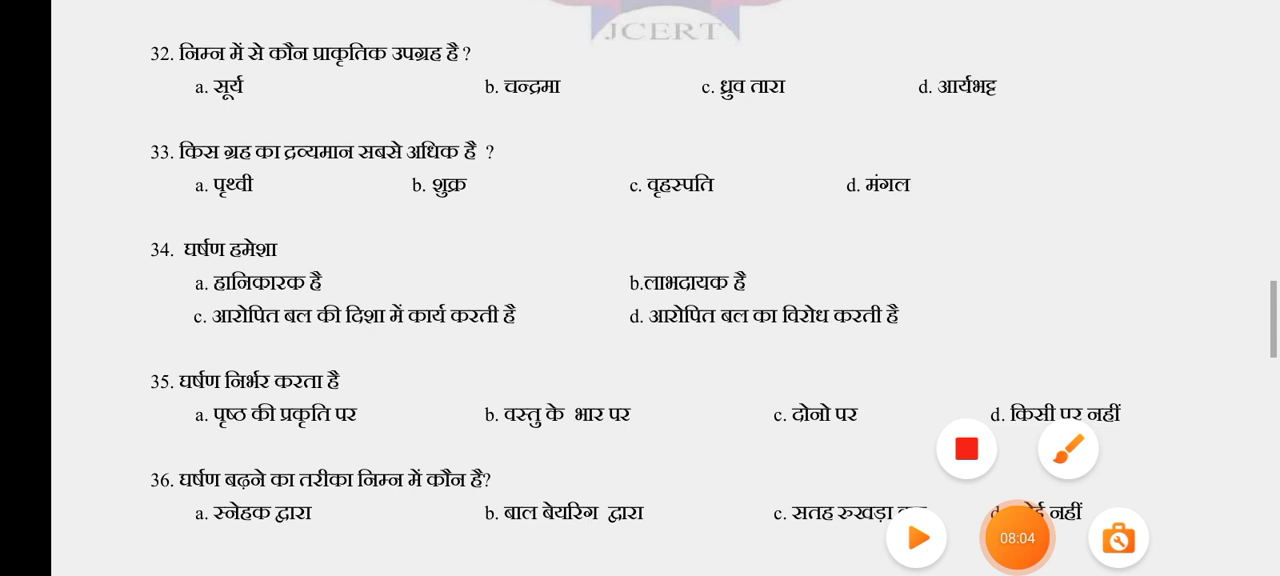 JCERT
32. निम्न में से कौन प्राकृतिक उपग्रह है ?
a. सूर्य b. चन्द्रमा c. ध्रुव तारा d. आर्यभट्ट
33. किस ग्रह का द्रव्यमान सबसे अधिक है ?
a. पृथ्वी b. शुक्र c. वृहस्पति d. मंगल
34. घर्षण हमेशा
a. हानिकारक है b.लाभदायक है
c. आरोपित बल की दिशा में कार्य करती है d. आरोपित बल का विरोध करती है
35. घर्षण निर्भर करता है
a. पृष्ठ की प्रकृति पर b. वस्तु के भार पर c. दोनो पर d. किसी पर नहीं
36. घर्षण बढ़ने का तरीका निम्न में कौन है?
a. स्नेहक द्वारा b. बाल बेयरिंग द्वारा c. सतह रुखड़ा नहीं
08:04